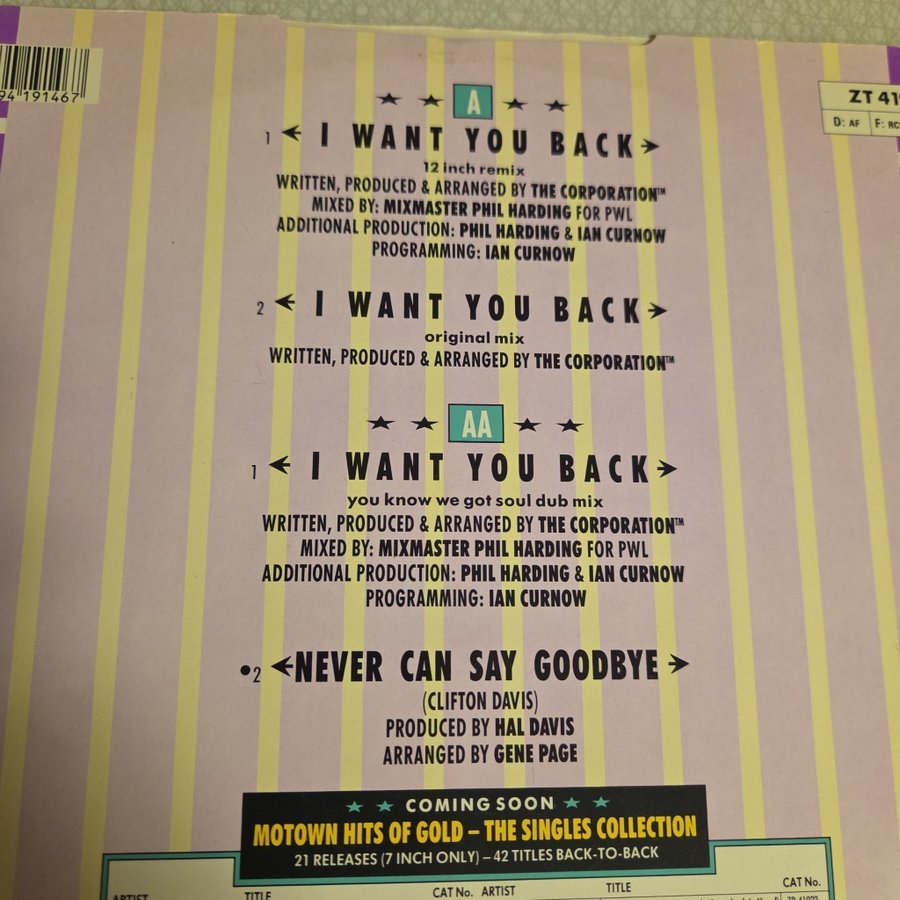 94 191467
ZT 41
D: AF F: RC
A
1 I WANT YOU BACK
12 inch remix
WRITTEN, PRODUCED & ARRANGED BY THE CORPORATION™
MIXED BY: MIXMASTER PHIL HARDING FOR PWL
ADDITIONAL PRODUCTION: PHIL HARDING & IAN CURNOW
PROGRAMMING: IAN CURNOW
2 I WANT YOU BACK
original mix
WRITTEN, PRODUCED & ARRANGED BY THE CORPORATION™
AA
1 I WANT YOU BACK
you know we got soul dub mix
WRITTEN, PRODUCED & ARRANGED BY THE CORPORATION™
MIXED BY: MIXMASTER PHIL HARDING FOR PWL
ADDITIONAL PRODUCTION: PHIL HARDING & IAN CURNOW
PROGRAMMING: IAN CURNOW
•2 NEVER CAN SAY GOODBYE
(CLIFTON DAVIS)
PRODUCED BY HAL DAVIS
ARRANGED BY GENE PAGE
COMING SOON
MOTOWN HITS OF GOLD – THE SINGLES COLLECTION
21 RELEASES (7 INCH ONLY) – 42 TITLES BACK-TO-BACK
ARTIST TITLE CAT No. ARTIST TITLE CAT No.